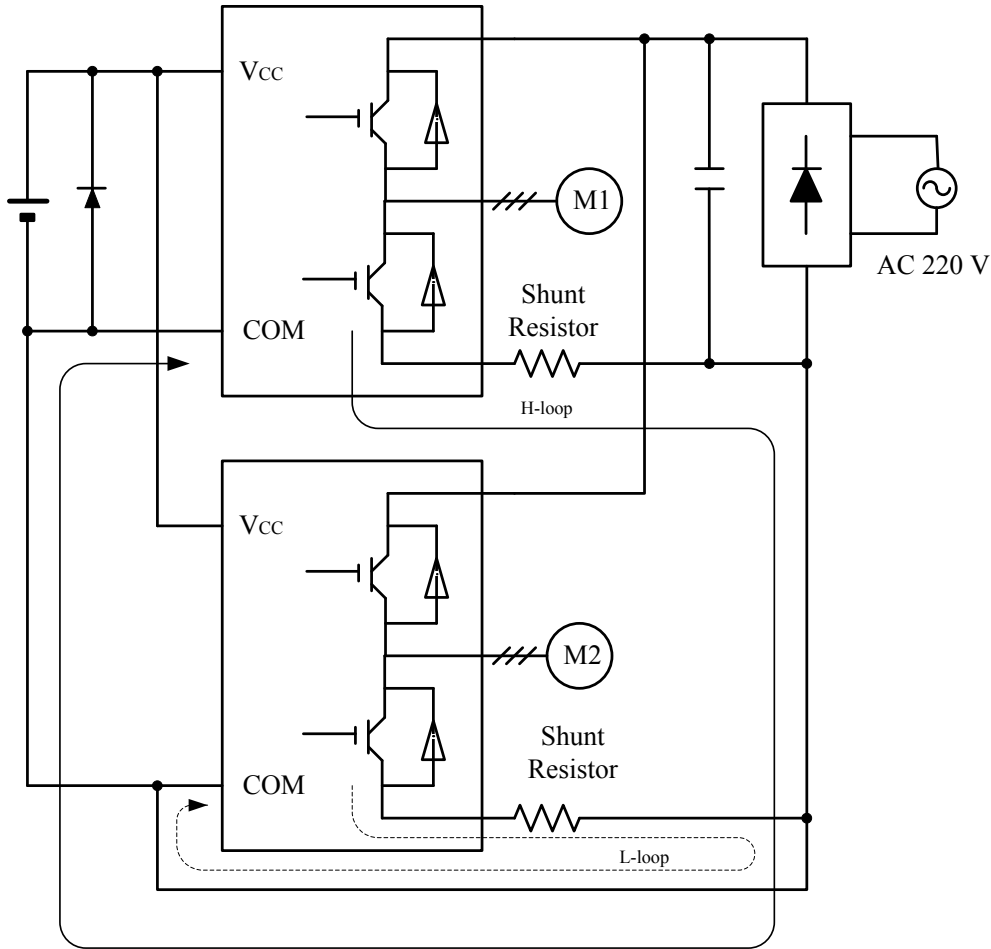 VCC
M1
AC 220 V
Shunt
Resistor
COM
H-loop
VCC
M2
Shunt
Resistor
COM
L-loop